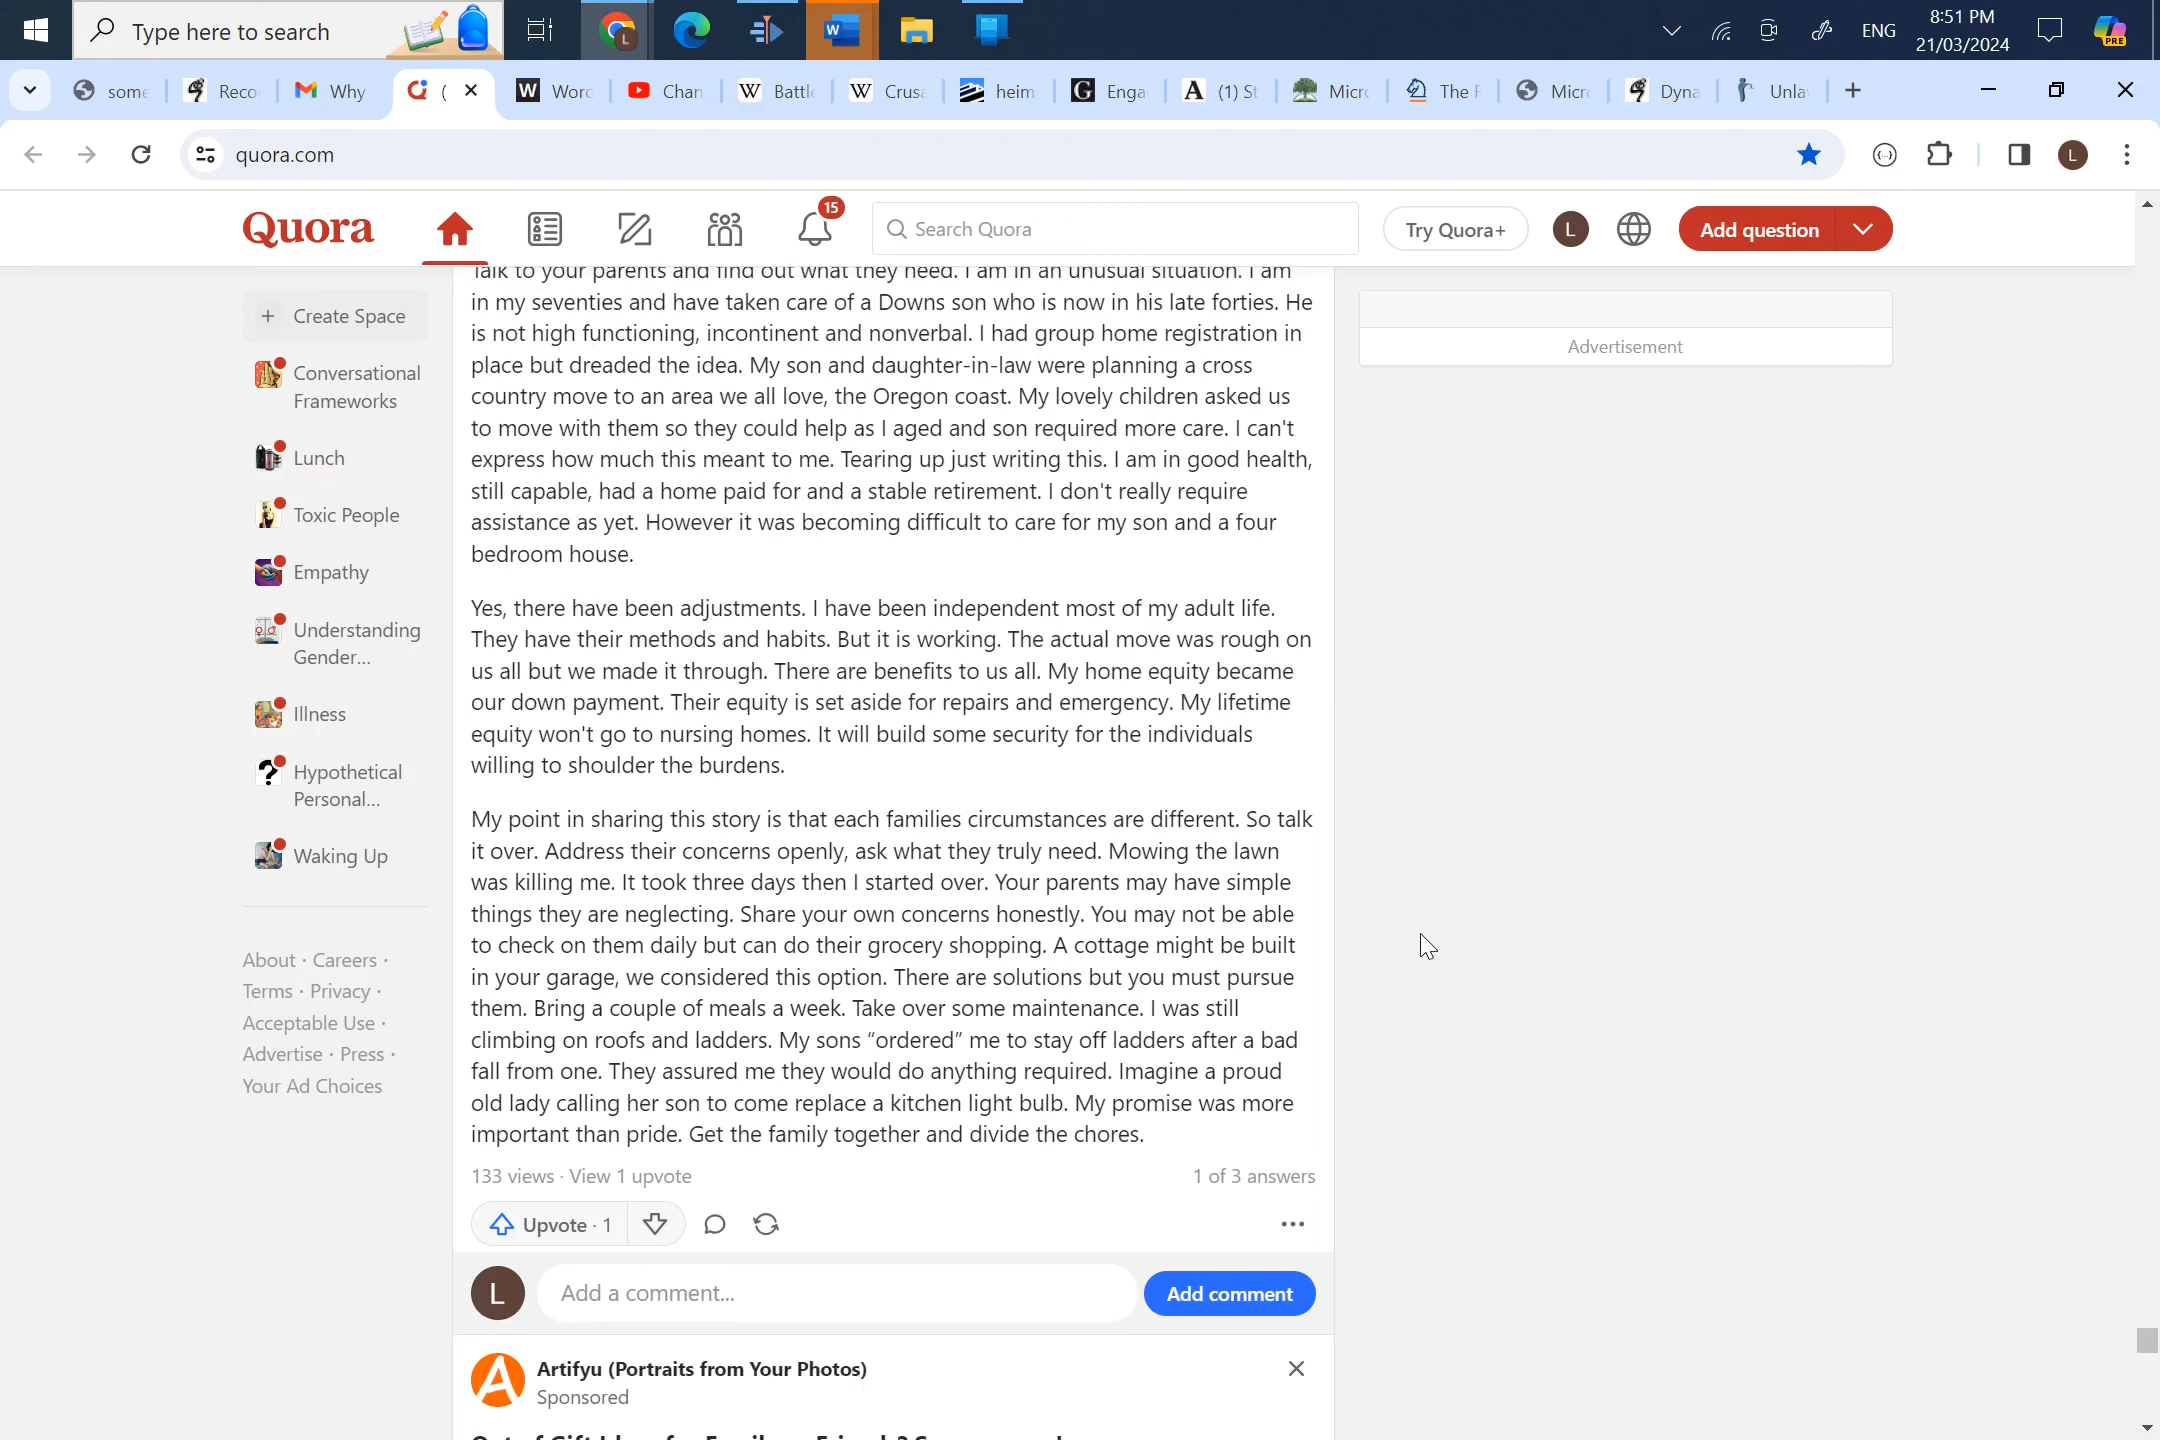 Type here to search
ENG
8:51 PM
21/03/2024
PRE
some
Reco
Why
(
Word
Chan
Battle
Crusa
heim
Enga
(1) St
Micro
The F
Micro
Dyna
Unla
quora.com
L
Quora
15
Search Quora
Try Quora+
L
Add question
Create Space
Conversational
Frameworks
Lunch
Toxic People
Empathy
Understanding
Gender...
Illness
Hypothetical
Personal...
Waking Up
About · Careers ·
Terms · Privacy ·
Acceptable Use ·
Advertise · Press ·
Your Ad Choices
Talk to your parents and find out what they need. I am in an unusual situation. I am
in my seventies and have taken care of a Downs son who is now in his late forties. He
is not high functioning, incontinent and nonverbal. I had group home registration in
place but dreaded the idea. My son and daughter-in-law were planning a cross
country move to an area we all love, the Oregon coast. My lovely children asked us
to move with them so they could help as I aged and son required more care. I can't
express how much this meant to me. Tearing up just writing this. I am in good health,
still capable, had a home paid for and a stable retirement. I don't really require
assistance as yet. However it was becoming difficult to care for my son and a four
bedroom house.
Yes, there have been adjustments. I have been independent most of my adult life.
They have their methods and habits. But it is working. The actual move was rough on
us all but we made it through. There are benefits to us all. My home equity became
our down payment. Their equity is set aside for repairs and emergency. My lifetime
equity won't go to nursing homes. It will build some security for the individuals
willing to shoulder the burdens.
My point in sharing this story is that each families circumstances are different. So talk
it over. Address their concerns openly, ask what they truly need. Mowing the lawn
was killing me. It took three days then I started over. Your parents may have simple
things they are neglecting. Share your own concerns honestly. You may not be able
to check on them daily but can do their grocery shopping. A cottage might be built
in your garage, we considered this option. There are solutions but you must pursue
them. Bring a couple of meals a week. Take over some maintenance. I was still
climbing on roofs and ladders. My sons “ordered” me to stay off ladders after a bad
fall from one. They assured me they would do anything required. Imagine a proud
old lady calling her son to come replace a kitchen light bulb. My promise was more
important than pride. Get the family together and divide the chores.
133 views · View 1 upvote
1 of 3 answers
Upvote · 1
L
Add a comment...
Add comment
Artifyu (Portraits from Your Photos)
Sponsored
Advertisement